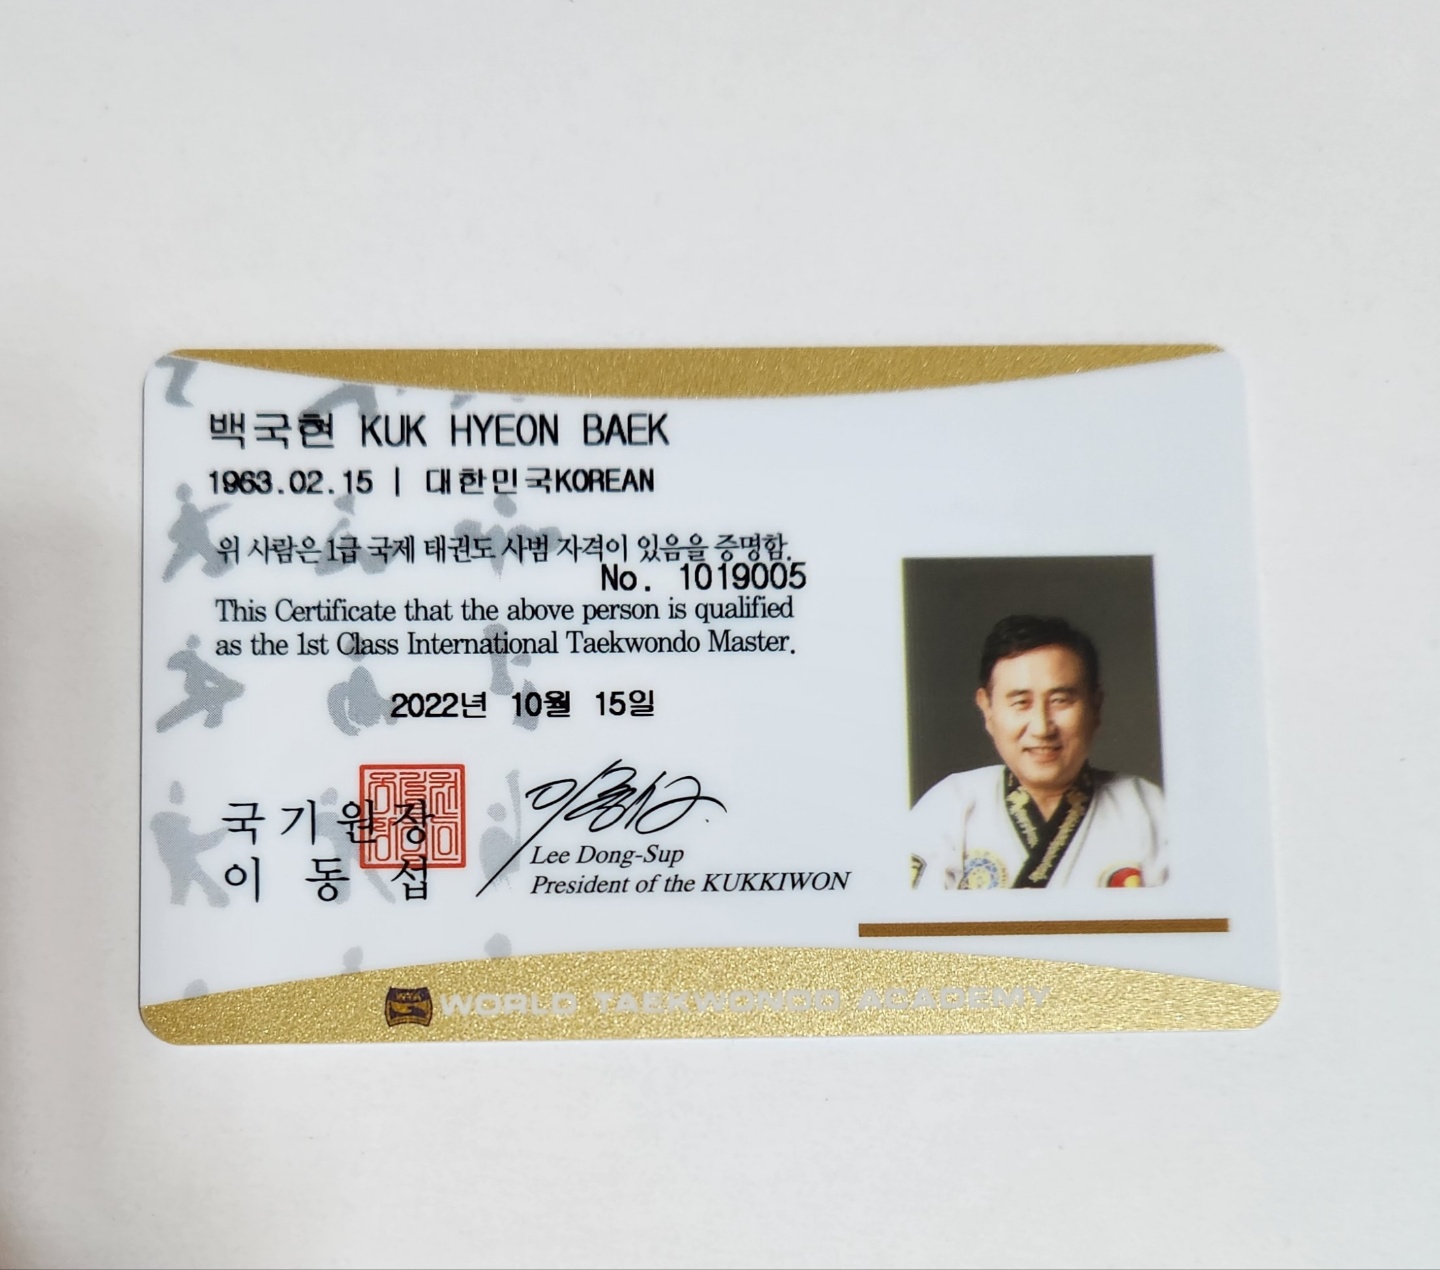 백국현 KUK HYEON BAEK
1963.02.15 | 대한민국KOREAN
위 사람은 1급 국제 태권도 사범 자격이 있음을 증명함.
No. 1019005
This Certificate that the above person is qualified
as the 1st Class International Taekwondo Master.
2022년 10월 15일
국기원장
이동섭
Lee Dong-Sup
President of the KUKKIWON
WORLD TAEKWONDO ACADEMY